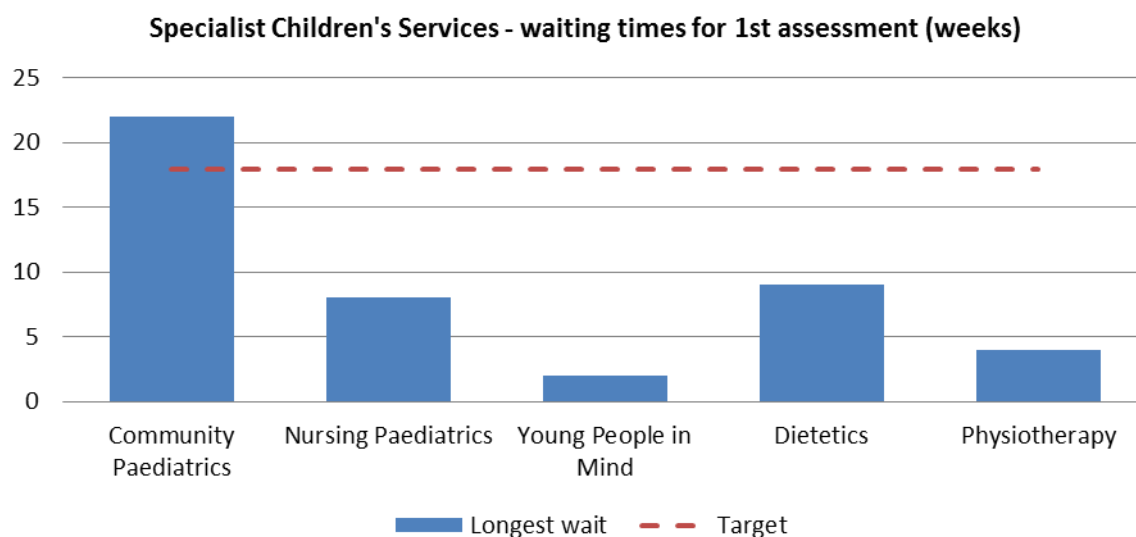 Specialist Children's Services - waiting times for 1st assessment (weeks)
25
20
15
10
5
0
Community
Paediatrics
Nursing Paediatrics
Young People in
Mind
Dietetics
Physiotherapy
Longest wait
Target